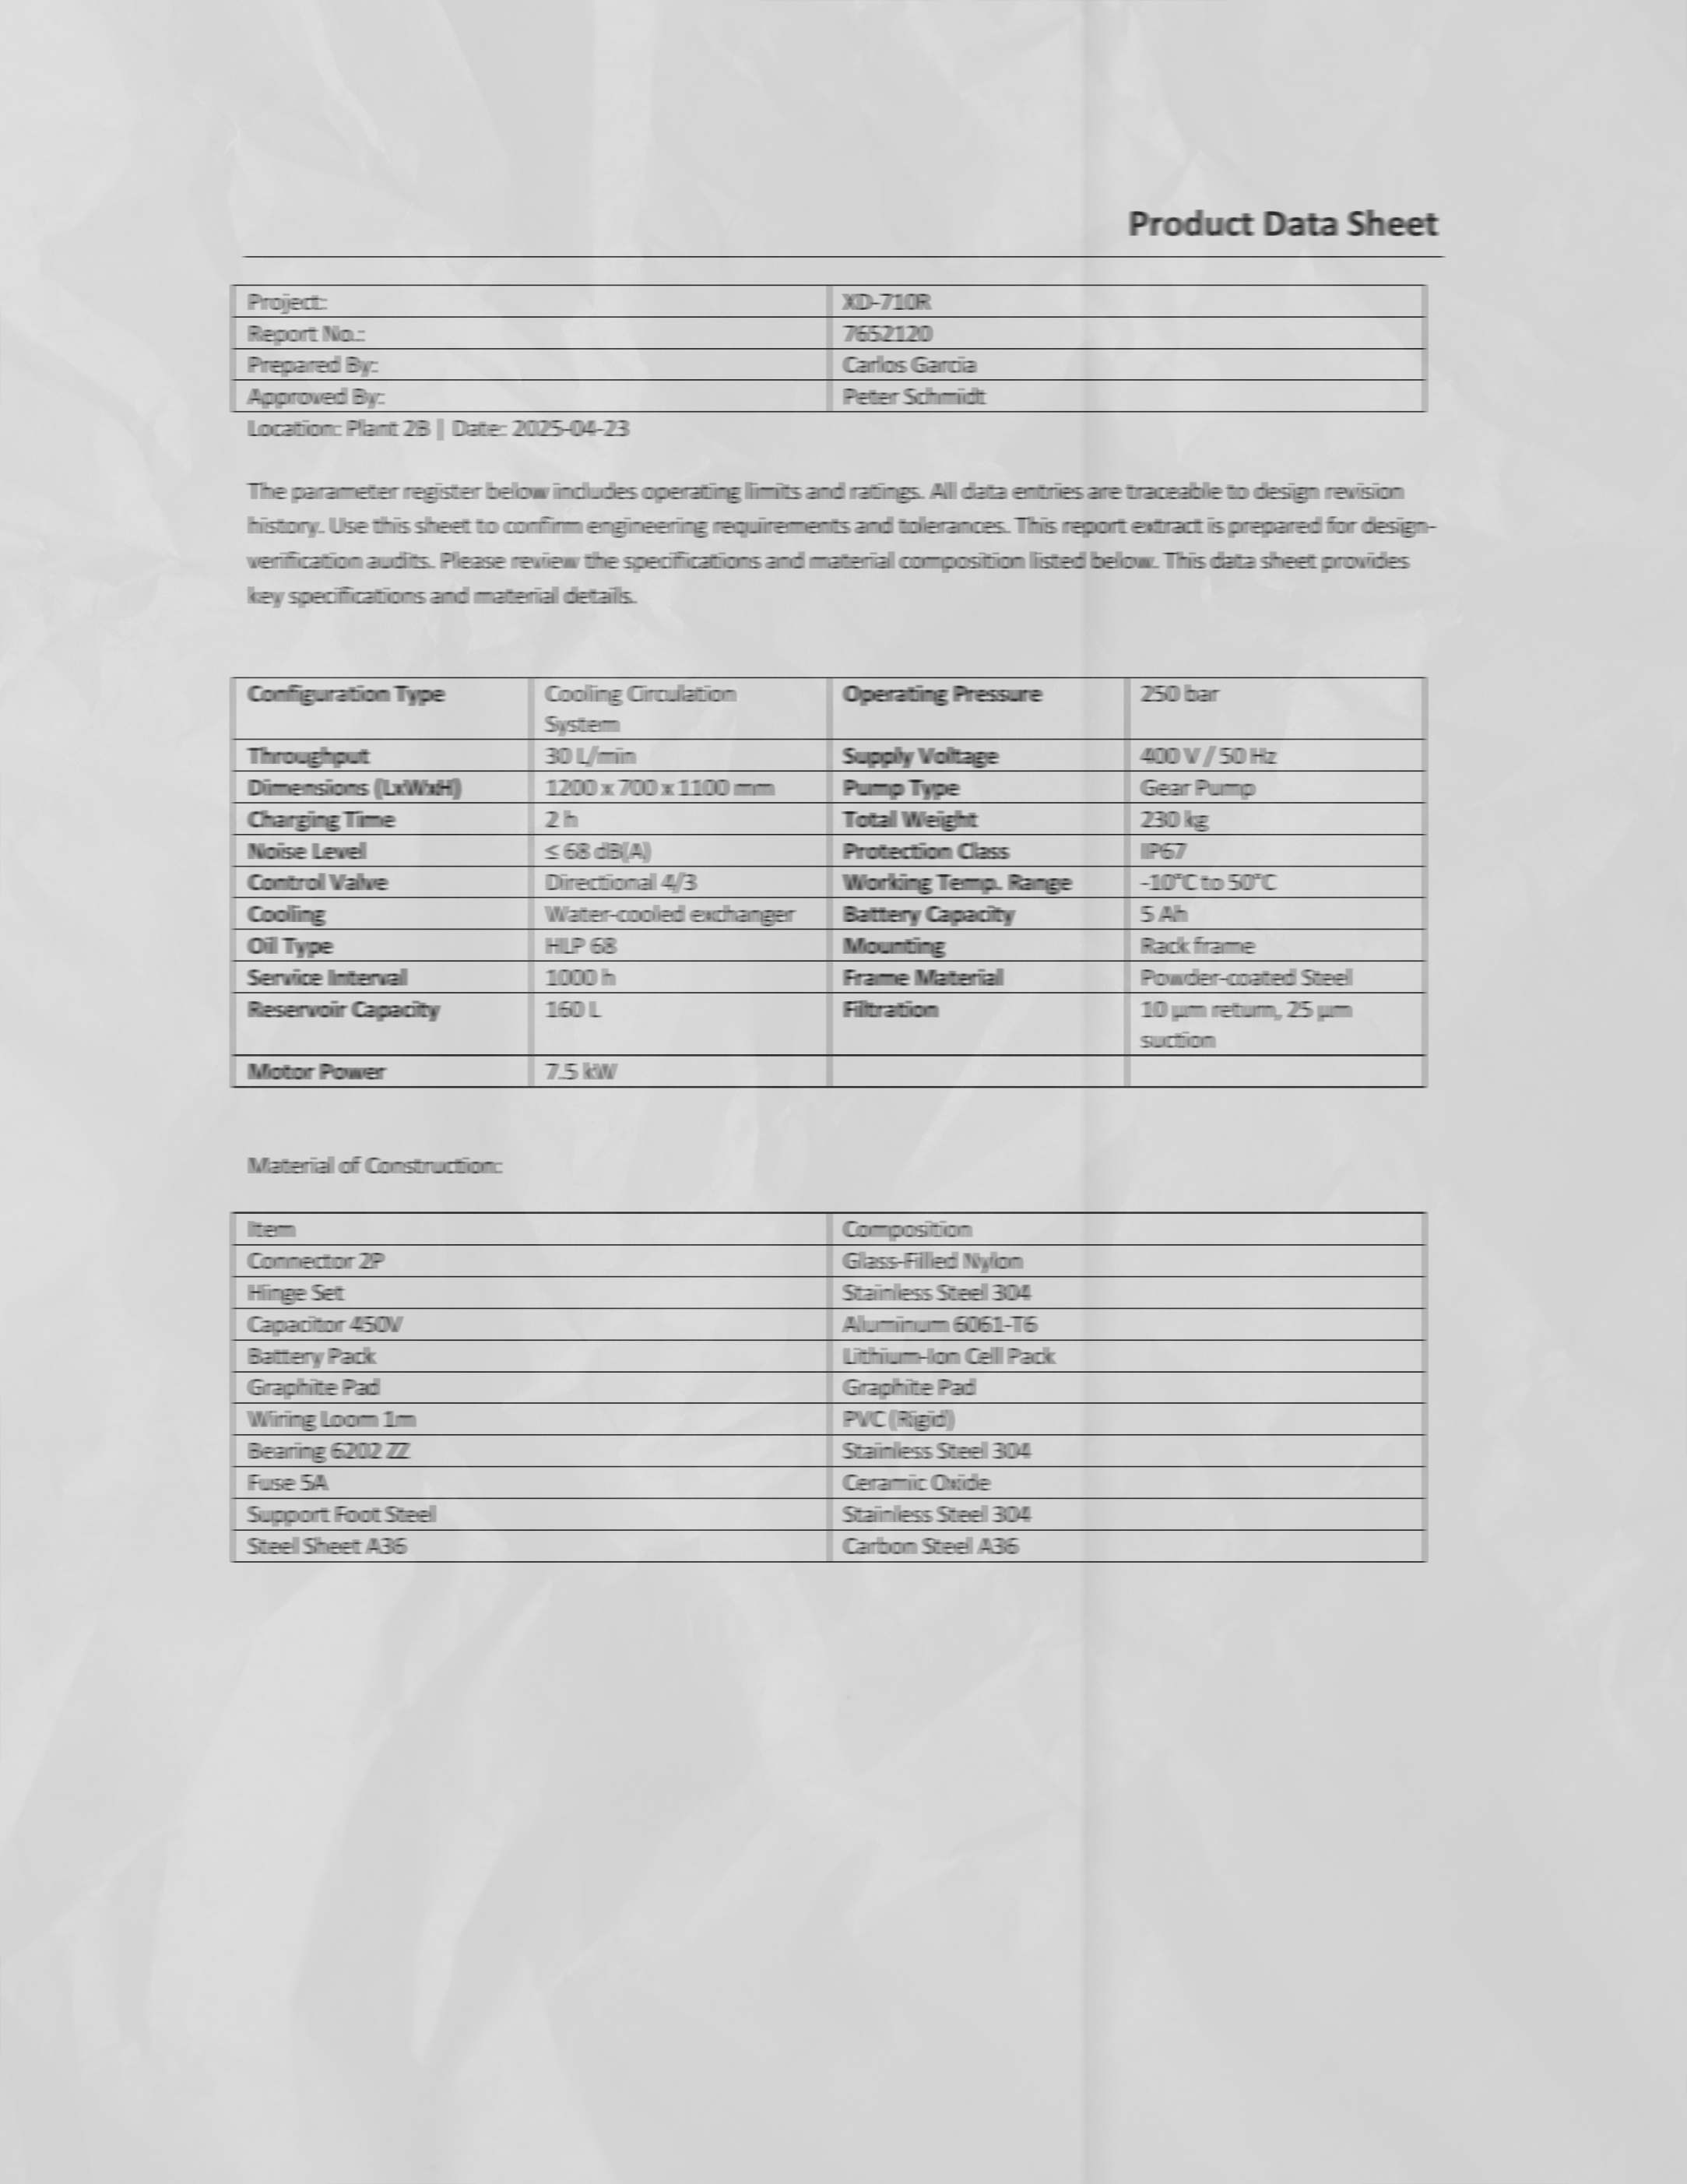 Product Data Sheet
Project: XD-710R
Report No.: 7652120
Prepared By: Carlos Garcia
Approved By: Peter Schmidt
Location: Plant 2B | Date: 2025-04-23
The parameter register below includes operating limits and ratings. All data entries are traceable to design revision
history. Use this sheet to confirm engineering requirements and tolerances. This report extract is prepared for design-
verification audits. Please review the specifications and material composition listed below. This data sheet provides
key specifications and material details.
Configuration Type Cooling Circulation System Operating Pressure 250 bar
Throughput 30 L/min Supply Voltage 400 V / 50 Hz
Dimensions (LxWxH) 1200 x 700 x 1100 mm Pump Type Gear Pump
Charging Time 2 h Total Weight 230 kg
Noise Level ≤ 68 dB(A) Protection Class IP67
Control Valve Directional 4/3 Working Temp. Range -10°C to 50°C
Cooling Water-cooled exchanger Battery Capacity 5 Ah
Oil Type HLP 68 Mounting Rack frame
Service Interval 1000 h Frame Material Powder-coated Steel
Reservoir Capacity 160 L Filtration 10 µm return, 25 µm suction
Motor Power 7.5 kW
Material of Construction:
Item Composition
Connector 2P Glass-Filled Nylon
Hinge Set Stainless Steel 304
Capacitor 450V Aluminum 6061-T6
Battery Pack Lithium-Ion Cell Pack
Graphite Pad Graphite Pad
Wiring Loom 1m PVC (Rigid)
Bearing 6202 ZZ Stainless Steel 304
Fuse 5A Ceramic Oxide
Support Foot Steel Stainless Steel 304
Steel Sheet A36 Carbon Steel A36